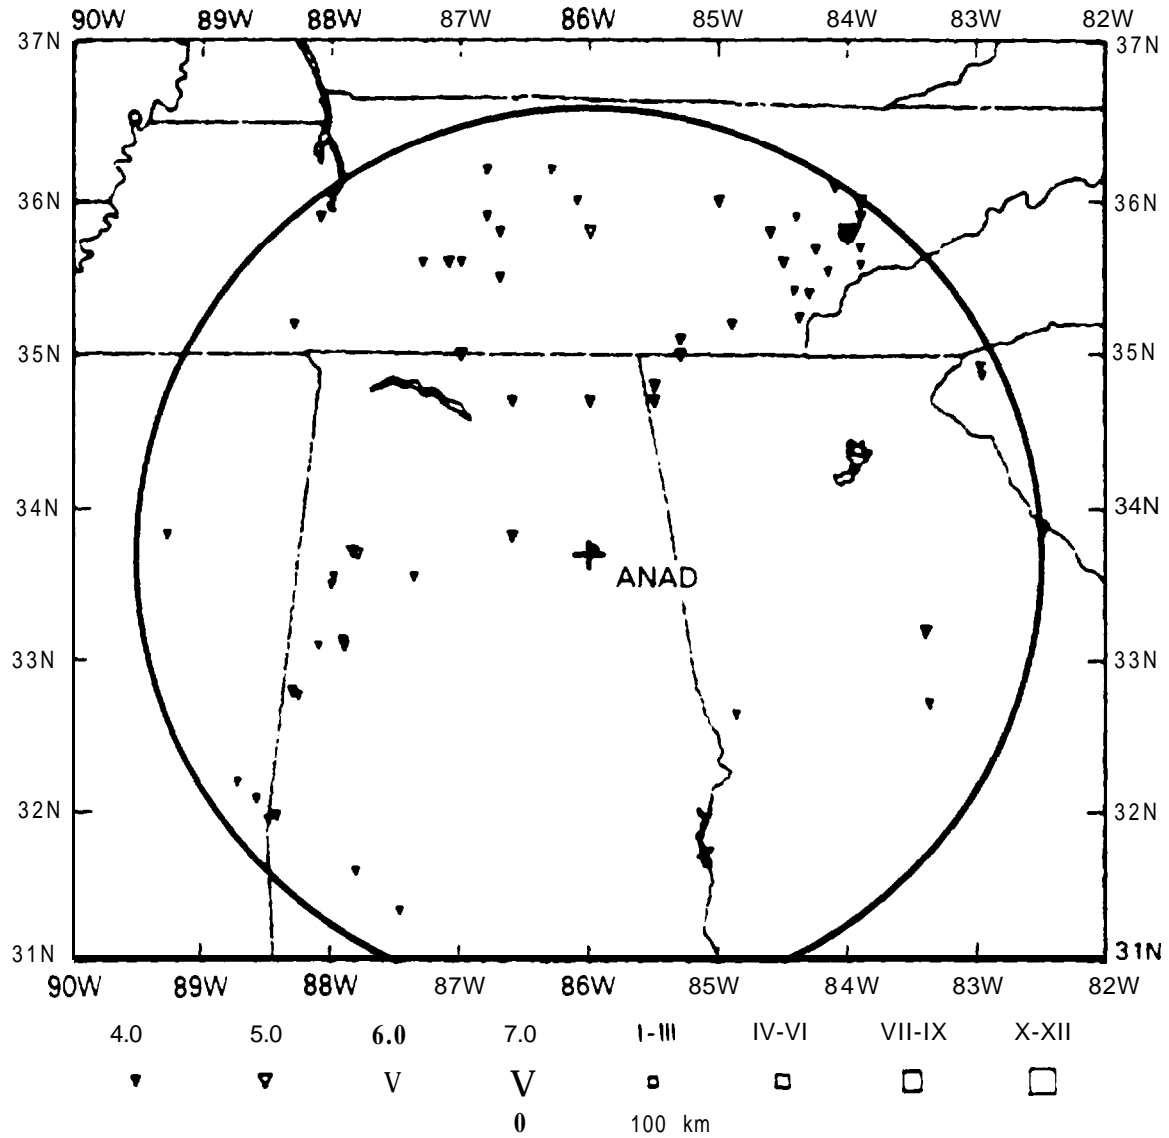 90W 89W 88W 87W 86W 85W 84W 83W 82W
37N 37N
36N 36N
35N 35N
34N 34N
ANAD
33N 33N
32N 32N
31N 31N
90W 89W 88W 87W 86W 85W 84W 83W 82W
4.0 5.0 6.0 7.0 I-III IV-VI VII-IX X-XII
0 100 km